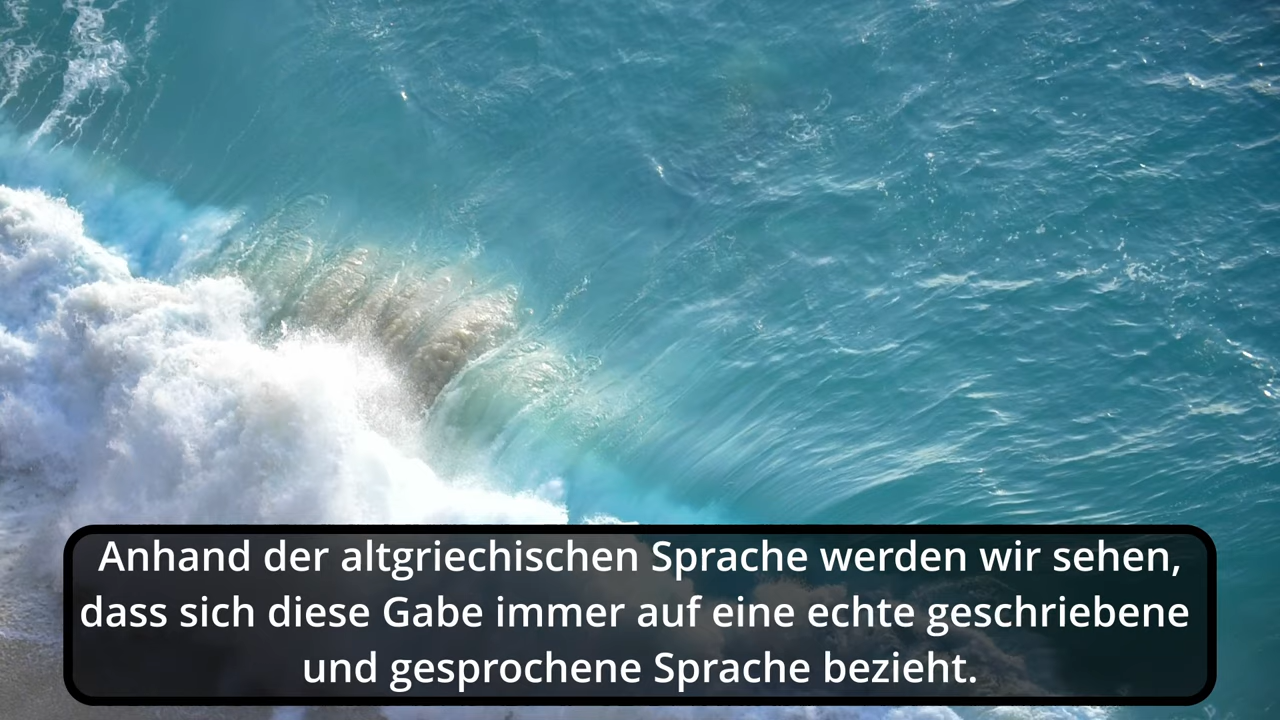 Anhand der altgriechischen Sprache werden wir sehen,
dass sich diese Gabe immer auf eine echte geschriebene
und gesprochene Sprache bezieht.